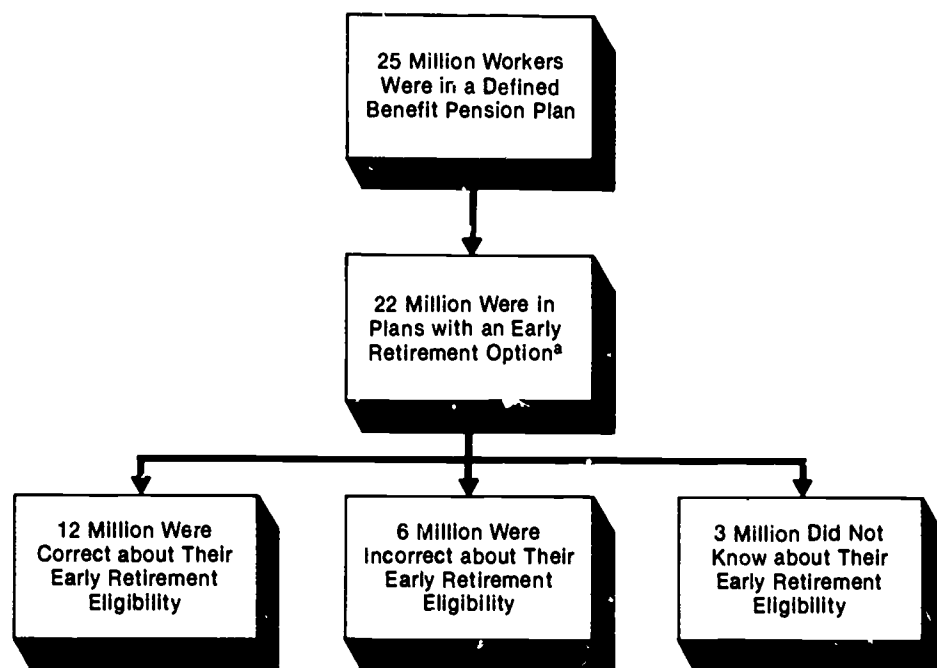 25 Million Workers
Were in a Defined
Benefit Pension Plan
22 Million Were in
Plans with an Early
Retirement Optionᵃ
12 Million Were
Correct about Their
Early Retirement
Eligibility
6 Million Were
Incorrect about Their
Early Retirement
Eligibility
3 Million Did Not
Know about Their
Early Retirement
Eligibility